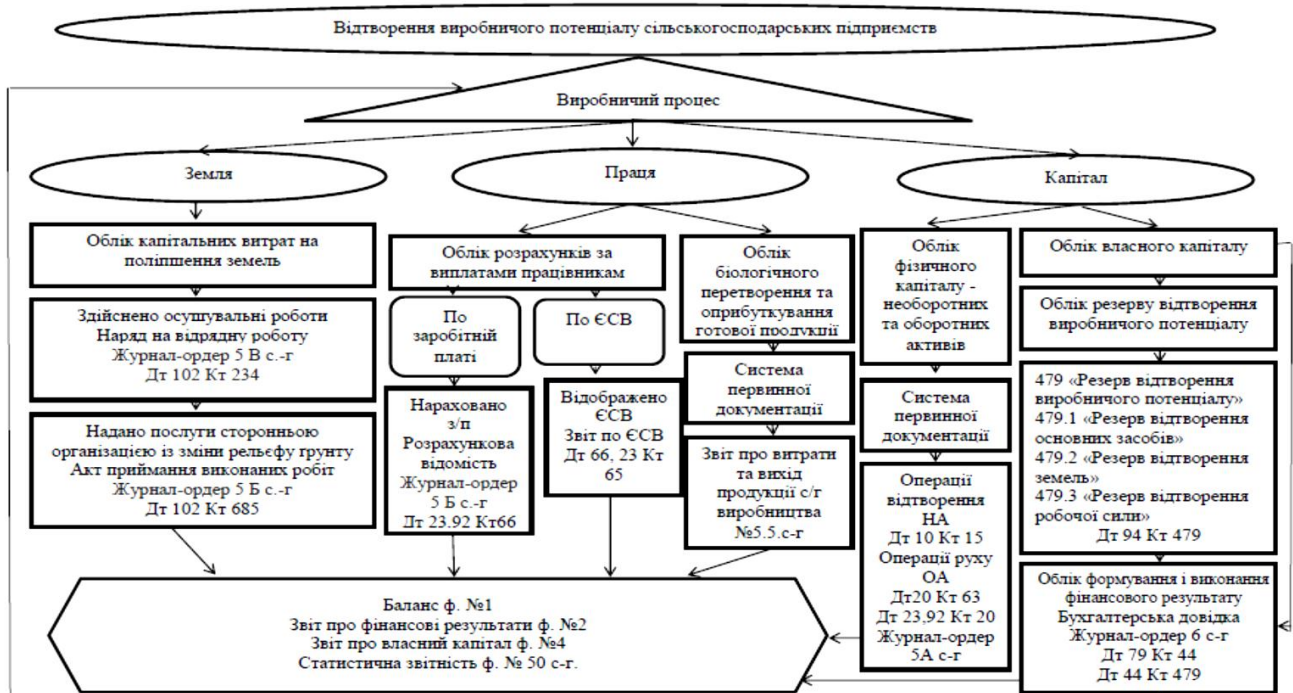 Відтворення виробничого потенціалу сільськогосподарських підприємств
Виробничий процес
Земля
Праця
Капітал
Облік капітальних витрат на
поліпшення земель
Здійснено осушувальні роботи
Наряд на відрядну роботу
Журнал-ордер 5 В с.-г
Дт 102 Кт 234
Надано послуги сторонньою
організацією із зміни рельєфу ґрунту
Акт приймання виконаних робіт
Журнал-ордер 5 Б с.-г
Дт 102 Кт 685
Облік розрахунків за
виплатами працівникам
По
заробітній
платі
Нараховано
з/п
Розрахункова
відомість
Журнал-ордер
5 Б с.-г
Дт 23.92 Кт66
По ЄСВ
Відображено
ЄСВ
Звіт по ЄСВ
Дт 66, 23 Кт
65
Облік
біологічного
перетворення та
оприбуткування
готової продукції
Система
первинної
документації
Звіт про витрати
та вихід
продукції с/г
виробництва
№5.5.с-г
Облік
фізичного
капіталу -
необоротних
та оборотних
активів
Система
первинної
документації
Операції
відтворення
НА
Дт 10 Кт 15
Операції руху
ОА
Дт20 Кт 63
Дт 23,92 Кт 20
Журнал-ордер
5А с-г
Облік власного капіталу
Облік резерву відтворення
виробничого потенціалу
479 «Резерв відтворення
виробничого потенціалу»
479.1 «Резерв відтворення
основних засобів»
479.2 «Резерв відтворення
земель»
479.3 «Резерв відтворення
робочої сили»
Дт 94 Кт 479
Облік формування і виконання
фінансового результату
Бухгалтерська довідка
Журнал-ордер 6 с-г
Дт 79 Кт 44
Дт 44 Кт 479
Баланс ф. №1
Звіт про фінансові результати ф. №2
Звіт про власний капітал ф. №4
Статистична звітність ф. № 50 с-г.